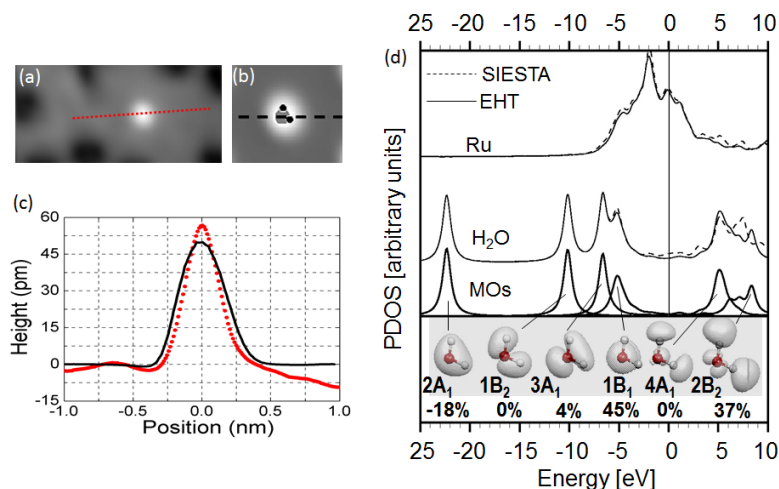 25 -20 -15 -10 -5 0 5 10
(a)
(b)
(d)
SIESTA
EHT
Ru
(c)
60
45
30
15
0
-15
Height (pm)
-1.0 -0.5 0.0 0.5 1.0
Position (nm)
PDOS [arbitrary units]
H2O
MOs
2A1 1B2 3A1 1B1 4A1 2B2
-18% 0% 4% 45% 0% 37%
25 -20 -15 -10 -5 0 5 10
Energy [eV]